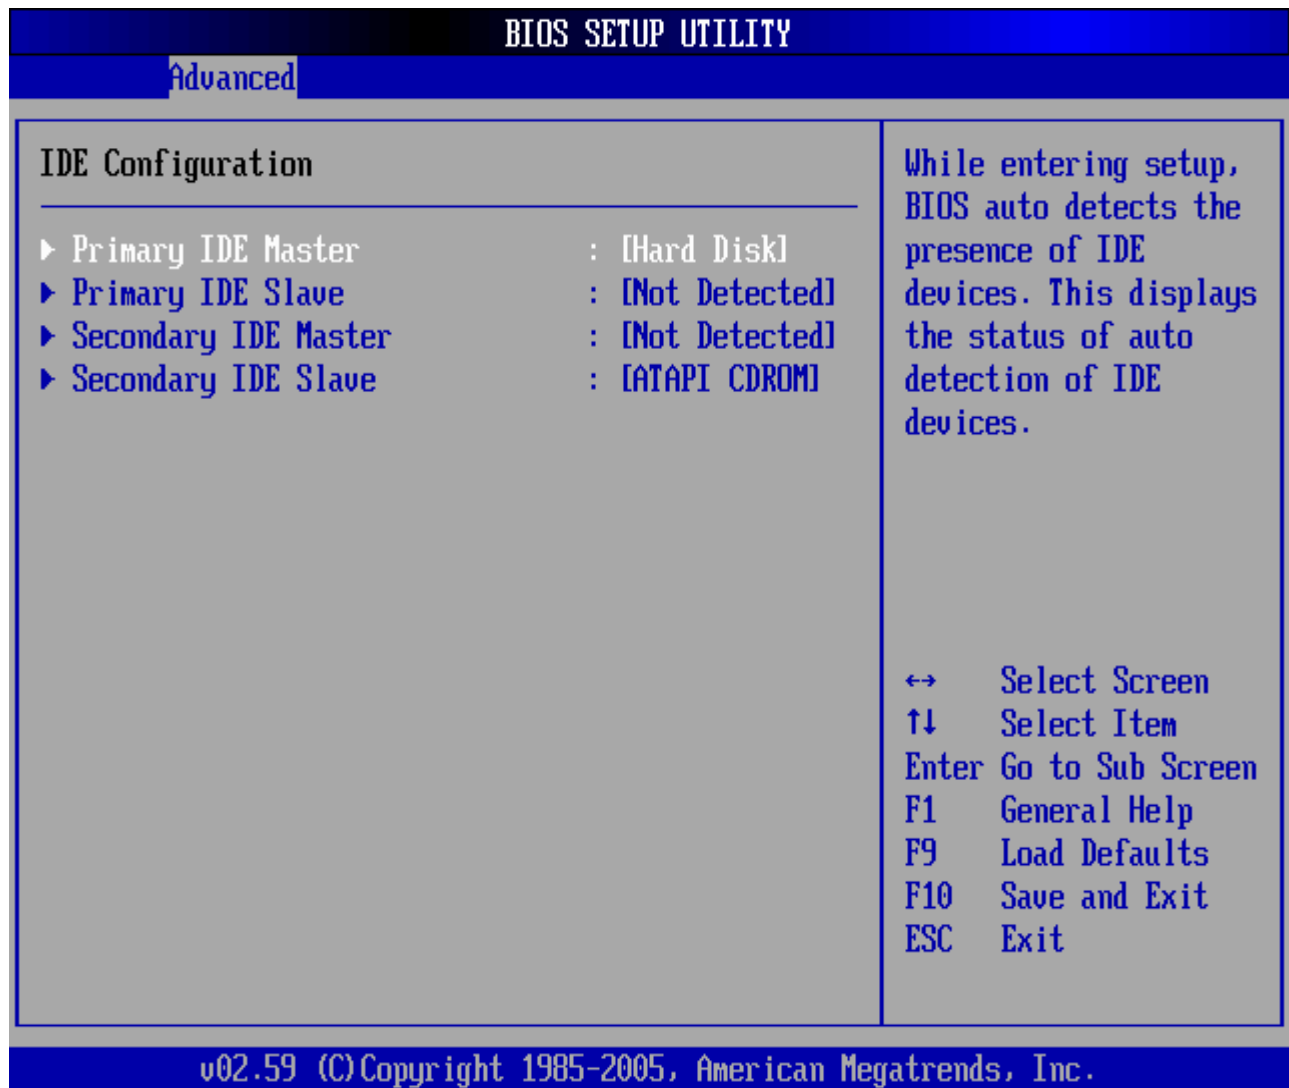 BIOS SETUP UTILITY
Advanced
IDE Configuration
Primary IDE Master : [Hard Disk]
Primary IDE Slave : [Not Detected]
Secondary IDE Master : [Not Detected]
Secondary IDE Slave : [ATAPI CDROM]
While entering setup,
BIOS auto detects the
presence of IDE
devices. This displays
the status of auto
detection of IDE
devices.
←→ Select Screen
↑↓ Select Item
Enter Go to Sub Screen
F1 General Help
F9 Load Defaults
F10 Save and Exit
ESC Exit
v02.59 (C)Copyright 1985-2005, American Megatrends, Inc.